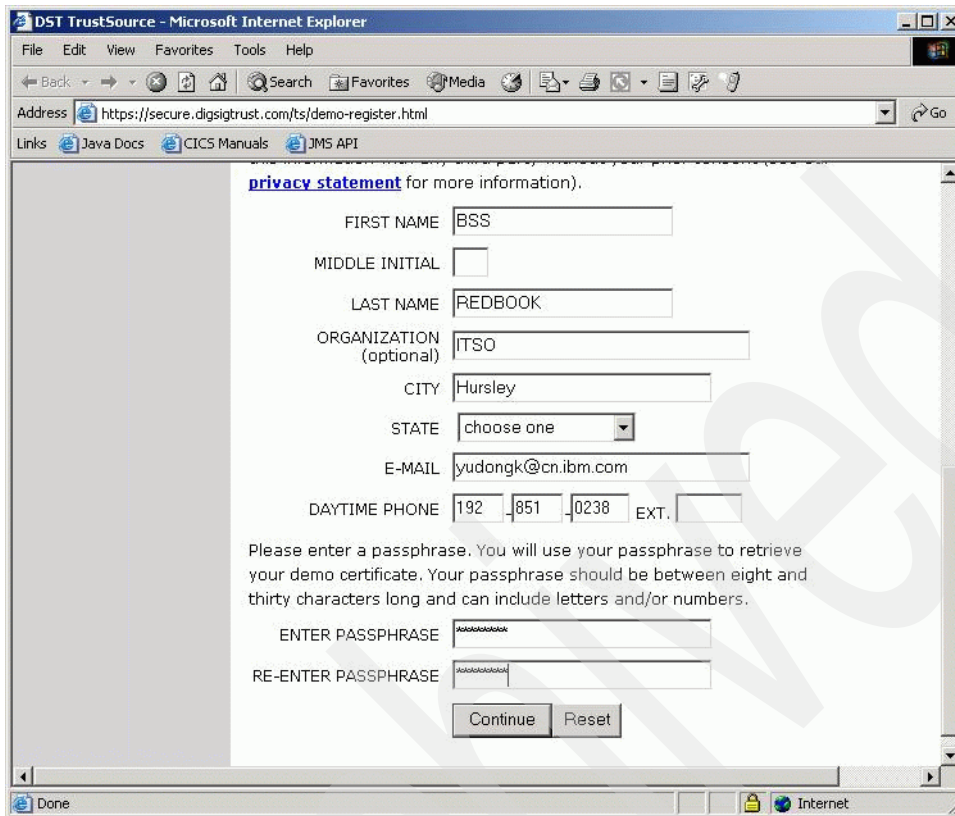 DST TrustSource - Microsoft Internet Explorer
File Edit View Favorites Tools Help
Back Search Favorites Media
Address https://secure.digsigtrust.com/ts/demo-register.html Go
Links Java Docs CICS Manuals JMS API
privacy statement for more information).
FIRST NAME BSS
MIDDLE INITIAL
LAST NAME REDBOOK
ORGANIZATION (optional) ITSO
CITY Hursley
STATE choose one
E-MAIL yudongk@cn.ibm.com
DAYTIME PHONE 192 - 851 - 0238 EXT.
Please enter a passphrase. You will use your passphrase to retrieve
your demo certificate. Your passphrase should be between eight and
thirty characters long and can include letters and/or numbers.
ENTER PASSPHRASE *********
RE-ENTER PASSPHRASE *********
Continue Reset
Done Internet